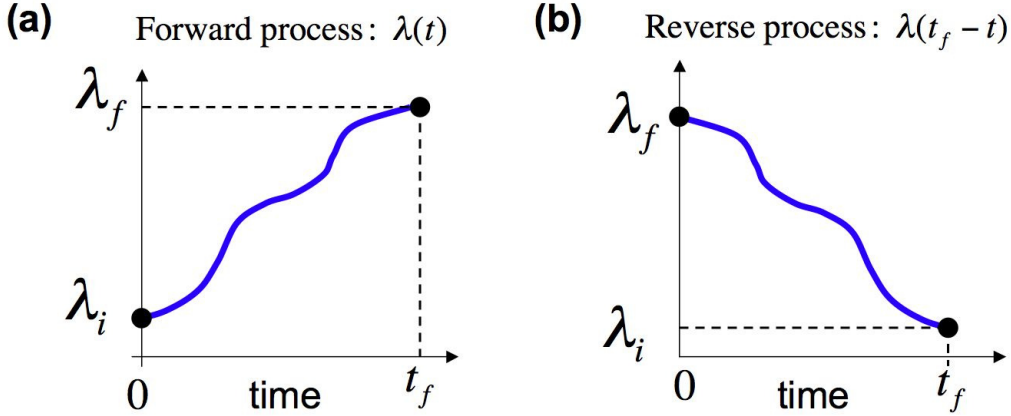 (a) Forward process: λ(t)
λ_f
λ_i
0 time t_f
(b) Reverse process: λ(t_f − t)
λ_f
λ_i
0 time t_f